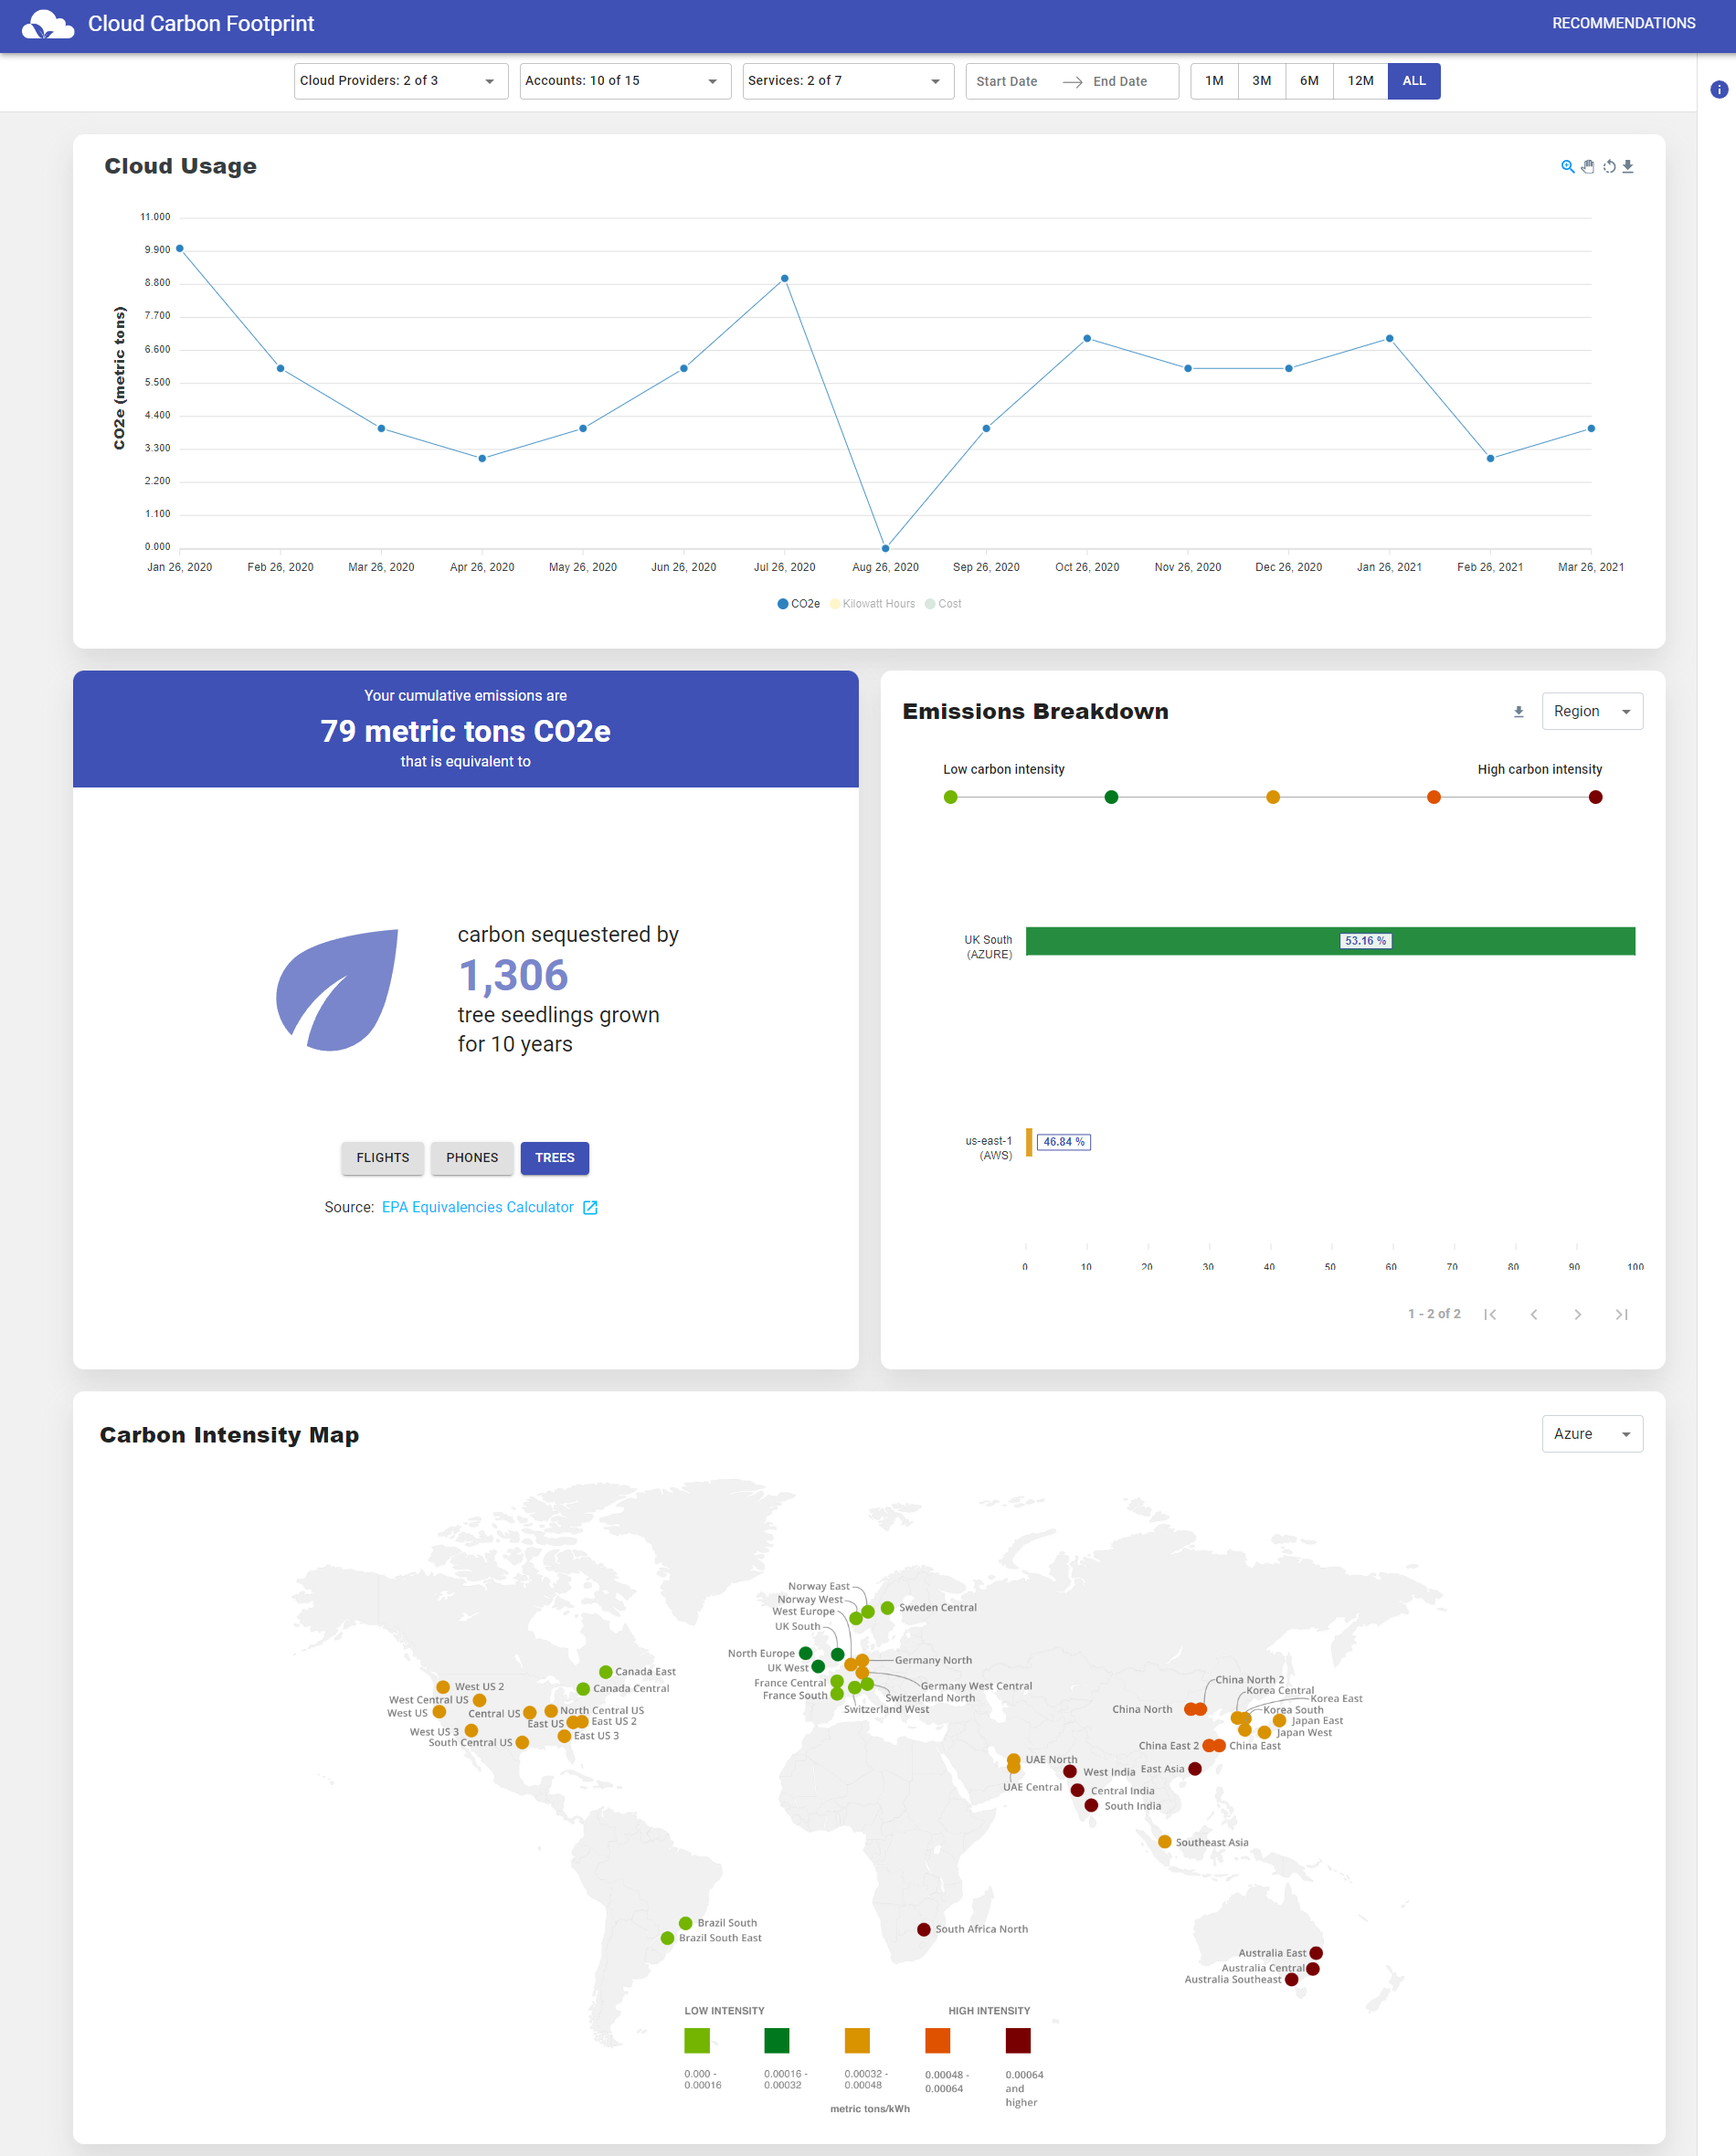 Cloud Carbon Footprint
RECOMMENDATIONS
Cloud Providers: 2 of 3
Accounts: 10 of 15
Services: 2 of 7
Start Date
End Date
1M
3M
6M
12M
ALL
Cloud Usage
CO2e (metric tons)
11.000
9.900
8.800
7.700
6.600
5.500
4.400
3.300
2.200
1.100
0.000
Jan 26, 2020
Feb 26, 2020
Mar 26, 2020
Apr 26, 2020
May 26, 2020
Jun 26, 2020
Jul 26, 2020
Aug 26, 2020
Sep 26, 2020
Oct 26, 2020
Nov 26, 2020
Dec 26, 2020
Jan 26, 2021
Feb 26, 2021
Mar 26, 2021
CO2e
Kilowatt Hours
Cost
Your cumulative emissions are
79 metric tons CO2e
that is equivalent to
carbon sequestered by
1,306
tree seedlings grown
for 10 years
FLIGHTS
PHONES
TREES
Source: EPA Equivalencies Calculator
Emissions Breakdown
Region
Low carbon intensity
High carbon intensity
UK South
(AZURE)
53.16 %
us-east-1
(AWS)
46.84 %
0
10
20
30
40
50
60
70
80
90
100
1 - 2 of 2
Carbon Intensity Map
Azure
Norway East
Norway West
West Europe
UK South
Sweden Central
North Europe
UK West
France Central
France South
Germany North
Germany West Central
Switzerland North
Switzerland West
Canada East
Canada Central
West US 2
West Central US
West US
Central US
North Central US
East US
East US 2
West US 3
East US 3
South Central US
China North 2
Korea Central
Korea East
China North
Korea South
Japan East
Japan West
China East 2
China East
UAE North
UAE Central
West India
East Asia
Central India
South India
Southeast Asia
Brazil South
Brazil South East
South Africa North
Australia East
Australia Central
Australia Southeast
LOW INTENSITY
HIGH INTENSITY
0.000 -
0.00016
0.00016 -
0.00032
0.00032 -
0.00048
0.00048 -
0.00064
0.00064
and
higher
metric tons/kWh